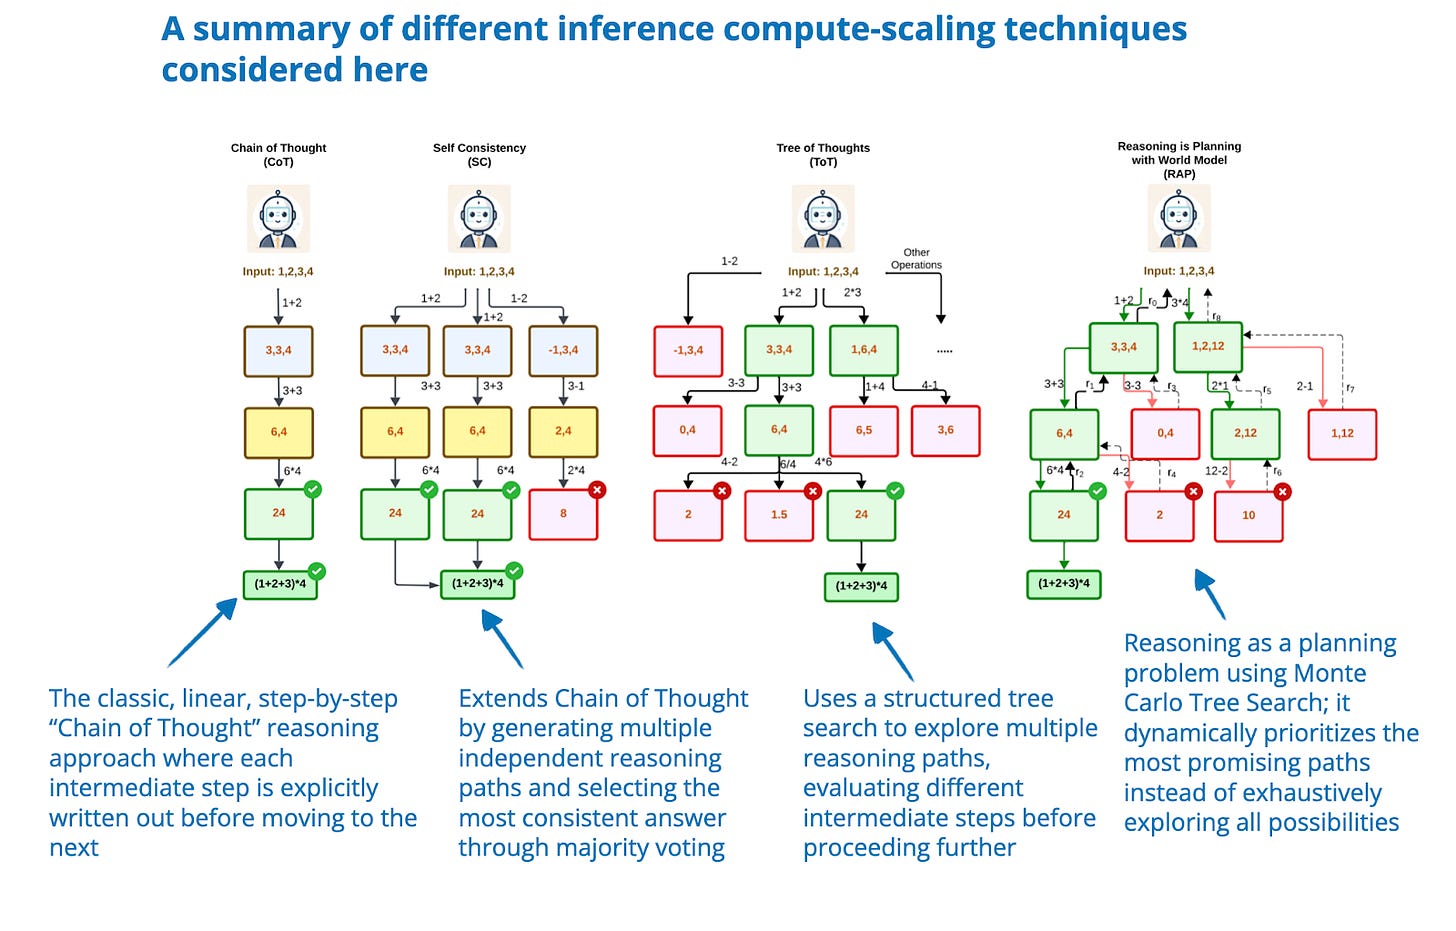 A summary of different inference compute-scaling techniques
considered here
Chain of Thought
(CoT)
Input: 1,2,3,4
1+2
3,3,4
3+3
6,4
6*4
24
(1+2+3)*4
Self Consistency
(SC)
Input: 1,2,3,4
1+2
1+2
1-2
3,3,4
3,3,4
-1,3,4
3+3
3+3
3-1
6,4
6,4
2,4
6*4
6*4
2*4
24
24
8
(1+2+3)*4
Tree of Thoughts
(ToT)
Input: 1,2,3,4
1-2
1+2
2*3
Other
Operations
-1,3,4
3,3,4
1,6,4
.....
3-3
3+3
1+4
4-1
0,4
6,4
6,5
3,6
4-2
6/4
4*6
2
1.5
24
(1+2+3)*4
Reasoning is Planning
with World Model
(RAP)
Input: 1,2,3,4
1+2
r0
3*4
r8
3,3,4
1,2,12
3+3
r1
3-3
r3
2*1
r5
2-1
r7
6,4
0,4
2,12
1,12
6*4
r2
4-2
r4
12-2
r6
24
2
10
(1+2+3)*4
The classic, linear, step-by-step
“Chain of Thought” reasoning
approach where each
intermediate step is explicitly
written out before moving to the
next
Extends Chain of Thought
by generating multiple
independent reasoning
paths and selecting the
most consistent answer
through majority voting
Uses a structured tree
search to explore multiple
reasoning paths,
evaluating different
intermediate steps before
proceeding further
Reasoning as a planning
problem using Monte
Carlo Tree Search; it
dynamically prioritizes the
most promising paths
instead of exhaustively
exploring all possibilities